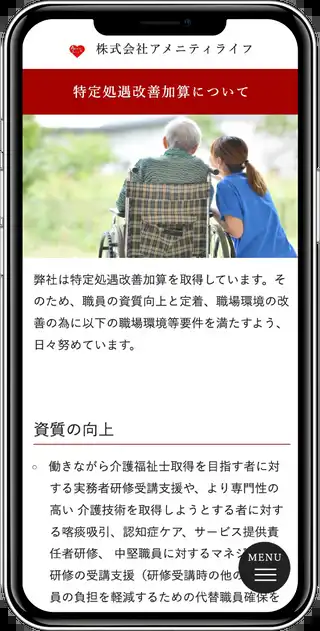 株式会社アメニティライフ
特定処遇改善加算について
弊社は特定処遇改善加算を取得しています。そ
のため、職員の資質向上と定着、職場環境の改
善の為に以下の職場環境等要件を満たすよう、
日々努めています。
資質の向上
○ 働きながら介護福祉士取得を目指す者に対
する実務者研修受講支援や、より専門性の
高い 介護技術を取得しようとする者に対す
る喀痰吸引、認知症ケア、サービス提供責
任者研修、 中堅職員に対するマネジ
研修の受講支援（研修受講時の他の
員の負担を軽減するための代替職員確保を
MENU